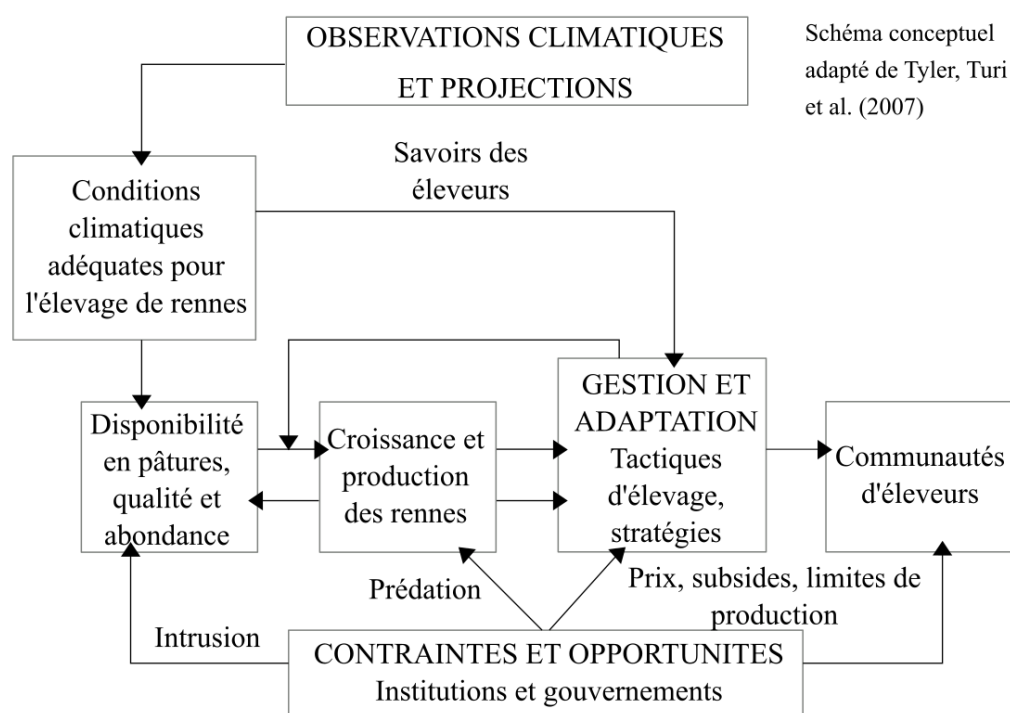 OBSERVATIONS CLIMATIQUES
ET PROJECTIONS
Schéma conceptuel
adapté de Tyler, Turi
et al. (2007)
Savoirs des
éleveurs
Conditions
climatiques
adéquates pour
l'élevage de rennes
Disponibilité
en pâtures,
qualité et
abondance
Croissance et
production
des rennes
GESTION ET
ADAPTATION
Tactiques
d'élevage,
stratégies
Communautés
d'éleveurs
Intrusion
Prédation
Prix, subsides, limites de
production
CONTRAINTES ET OPPORTUNITES
Institutions et gouvernements